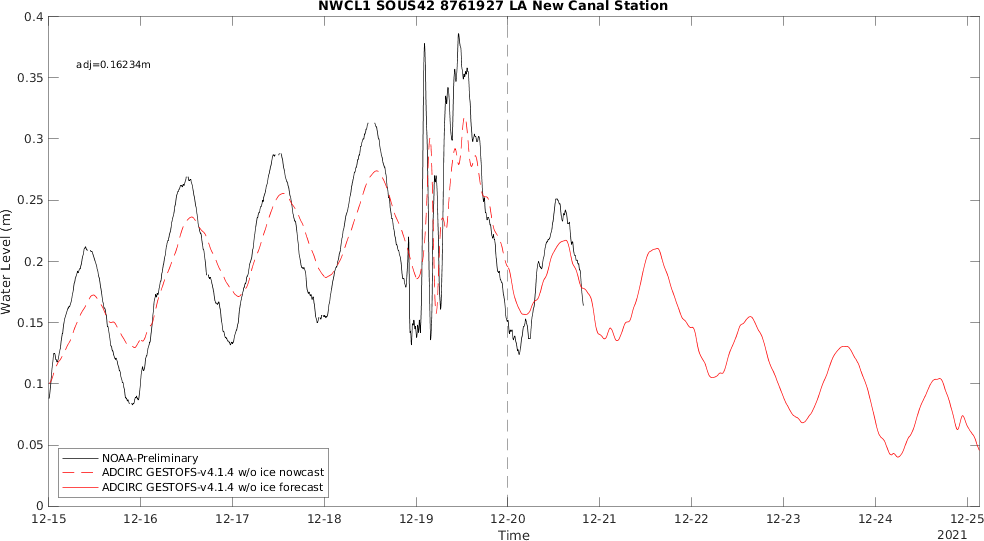 NWCL1 SOUS42 8761927 LA New Canal Station
adj=0.16234m
0.4
0.35
0.3
0.25
0.2
0.15
0.1
0.05
0
Water Level (m)
NOAA-Preliminary
ADCIRC GESTOFS-v4.1.4 w/o ice nowcast
ADCIRC GESTOFS-v4.1.4 w/o ice forecast
12-15 12-16 12-17 12-18 12-19 12-20 12-21 12-22 12-23 12-24 12-25
Time
2021